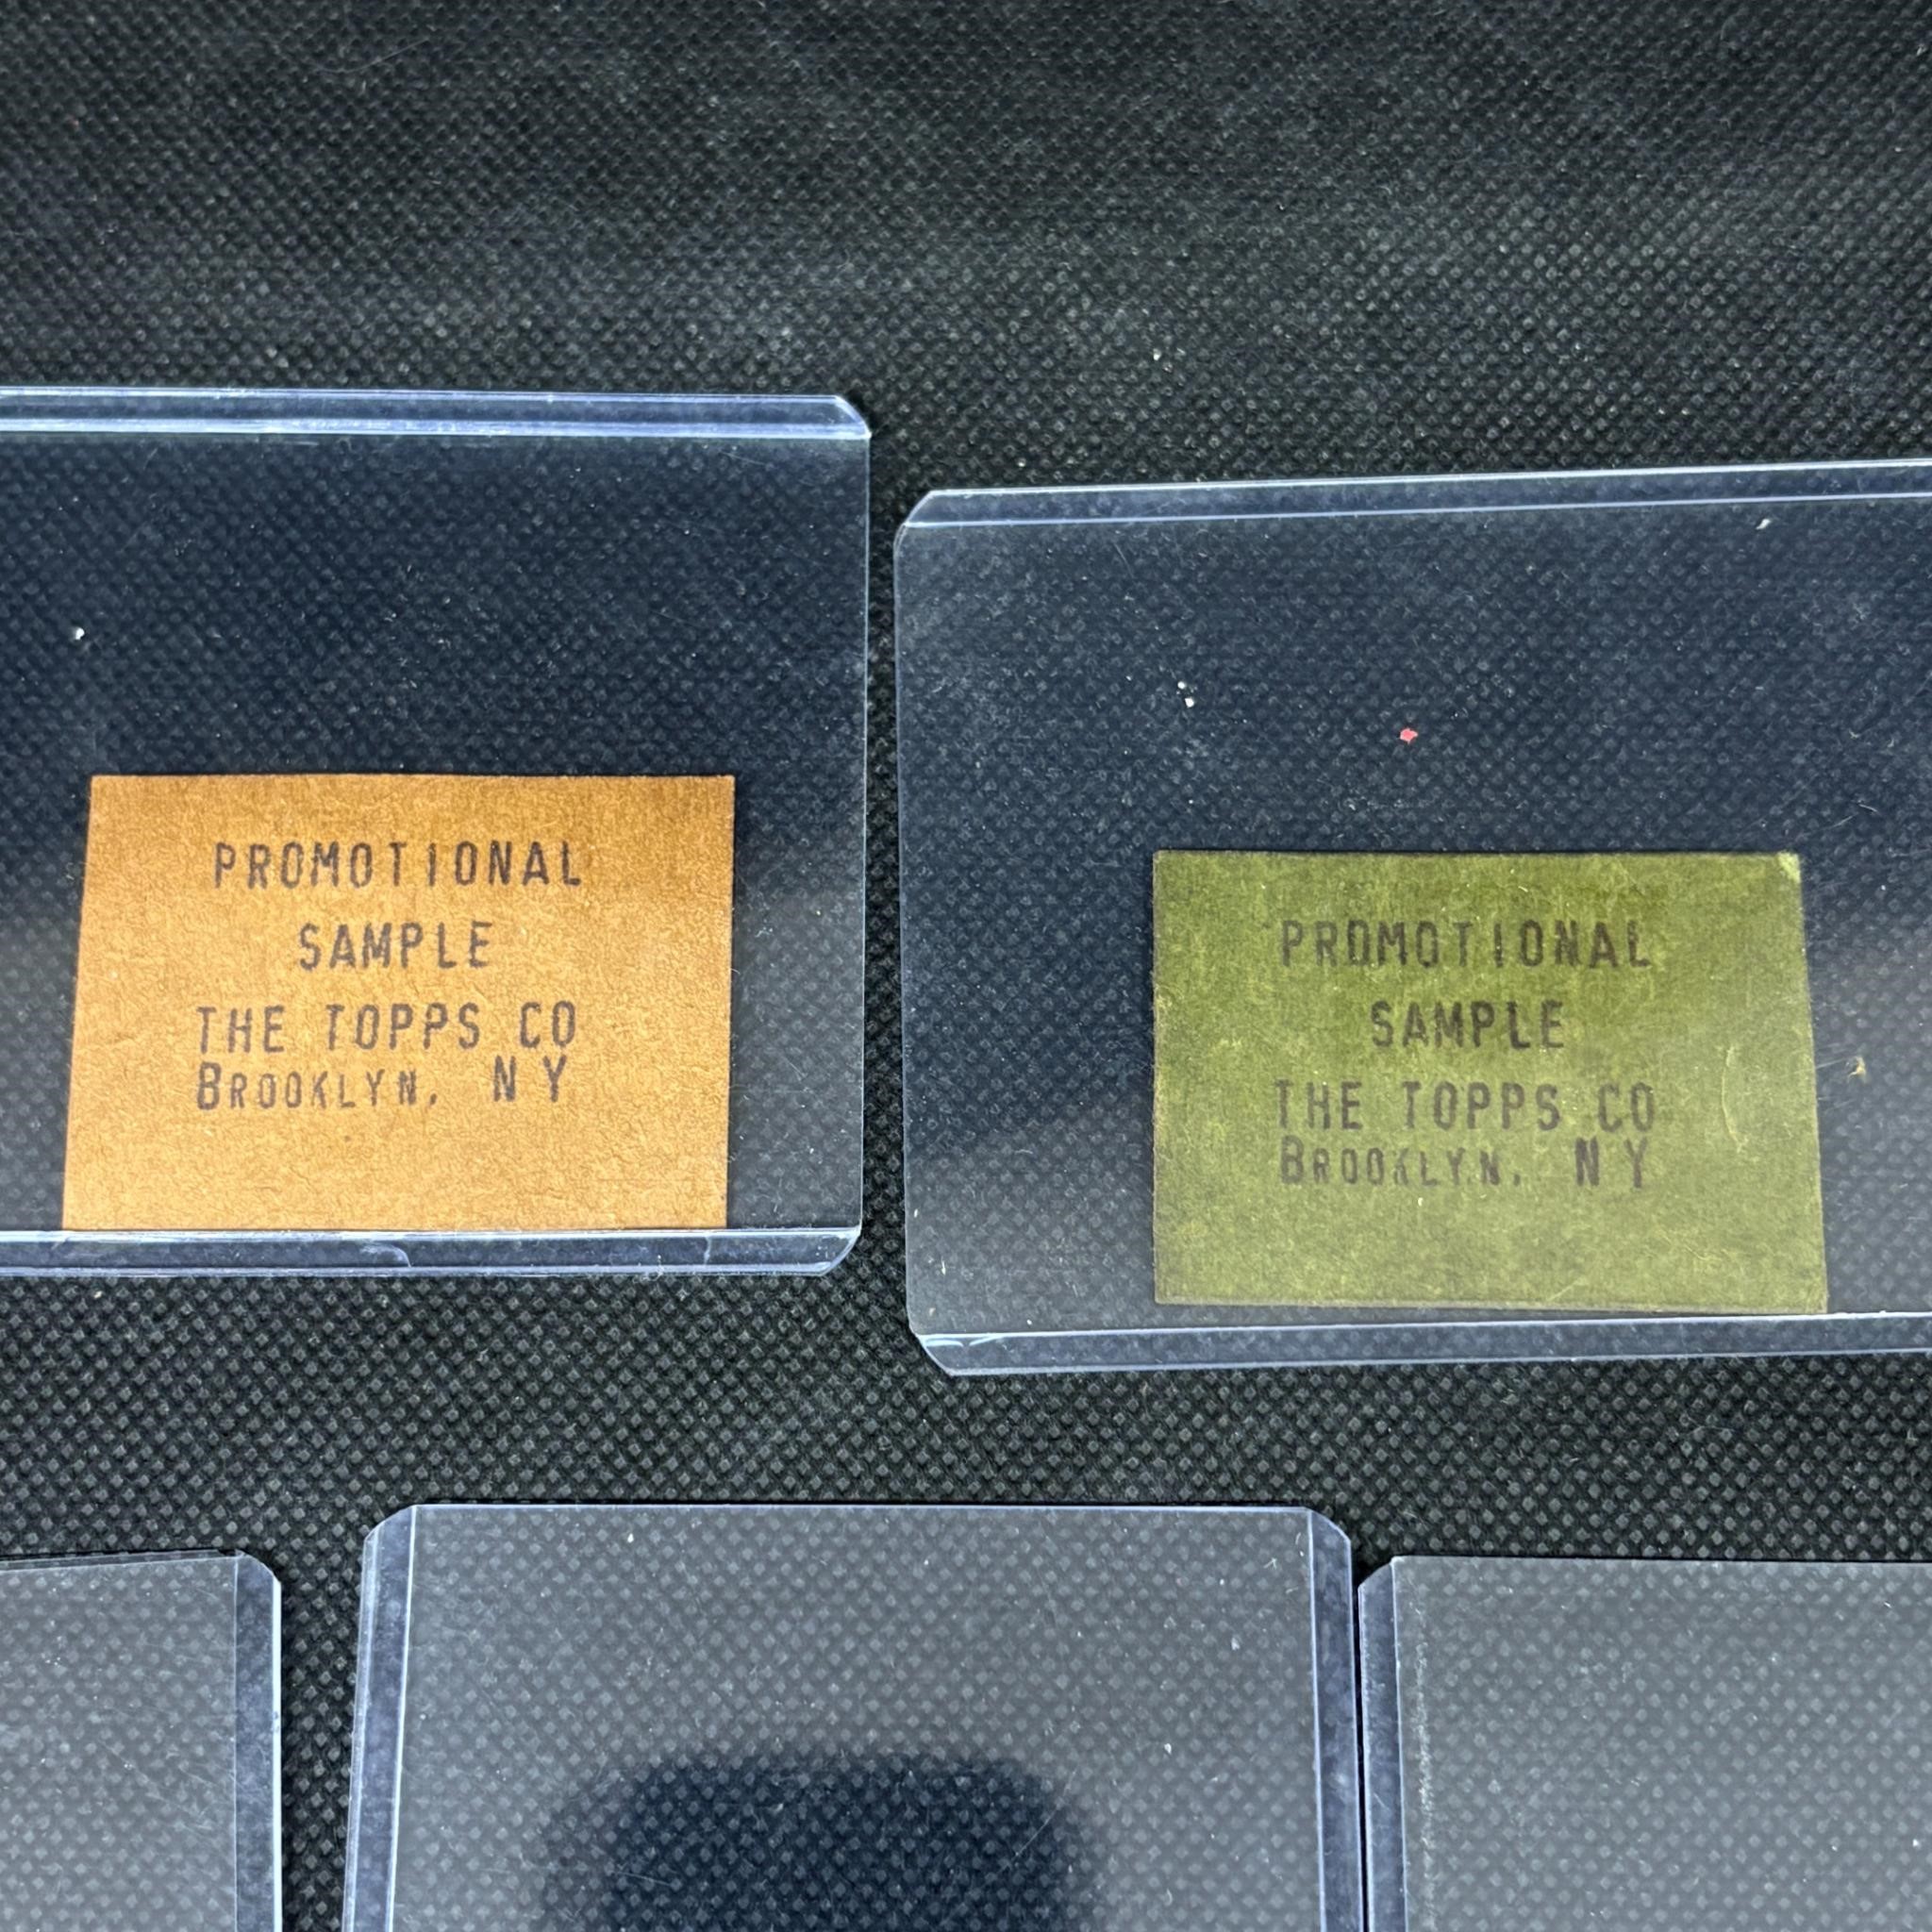 PROMOTIONAL
SAMPLE
THE TOPPS CO
BROOKLYN, NY
PROMOTIONAL
SAMPLE
THE TOPPS CO
BROOKLYN, NY